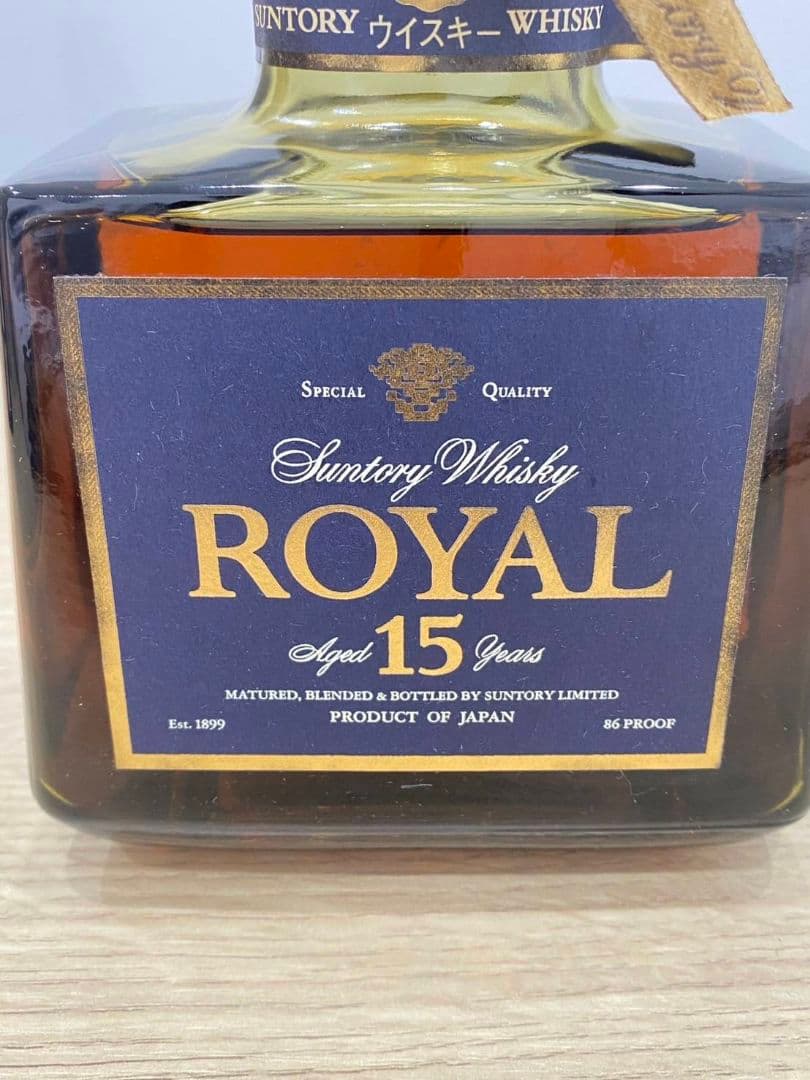 SUNTORY ウイスキー WHISKY
SPECIAL QUALITY
Suntory Whisky
ROYAL
Aged 15 Years
MATURED, BLENDED & BOTTLED BY SUNTORY LIMITED
Est. 1899 PRODUCT OF JAPAN 86 PROOF